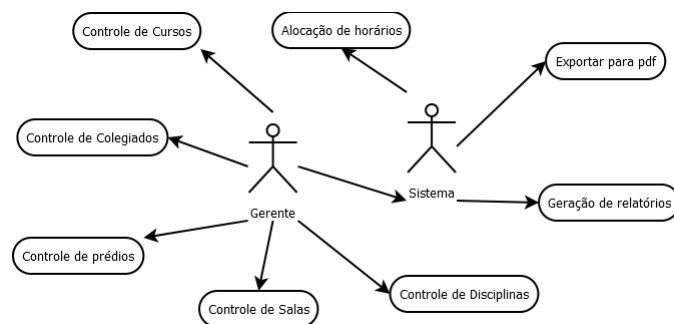 Controle de Cursos
Alocação de horários
Exportar para pdf
Controle de Colegiados
Sistema
Geração de relatórios
Gerente
Controle de prédios
Controle de Disciplinas
Controle de Salas